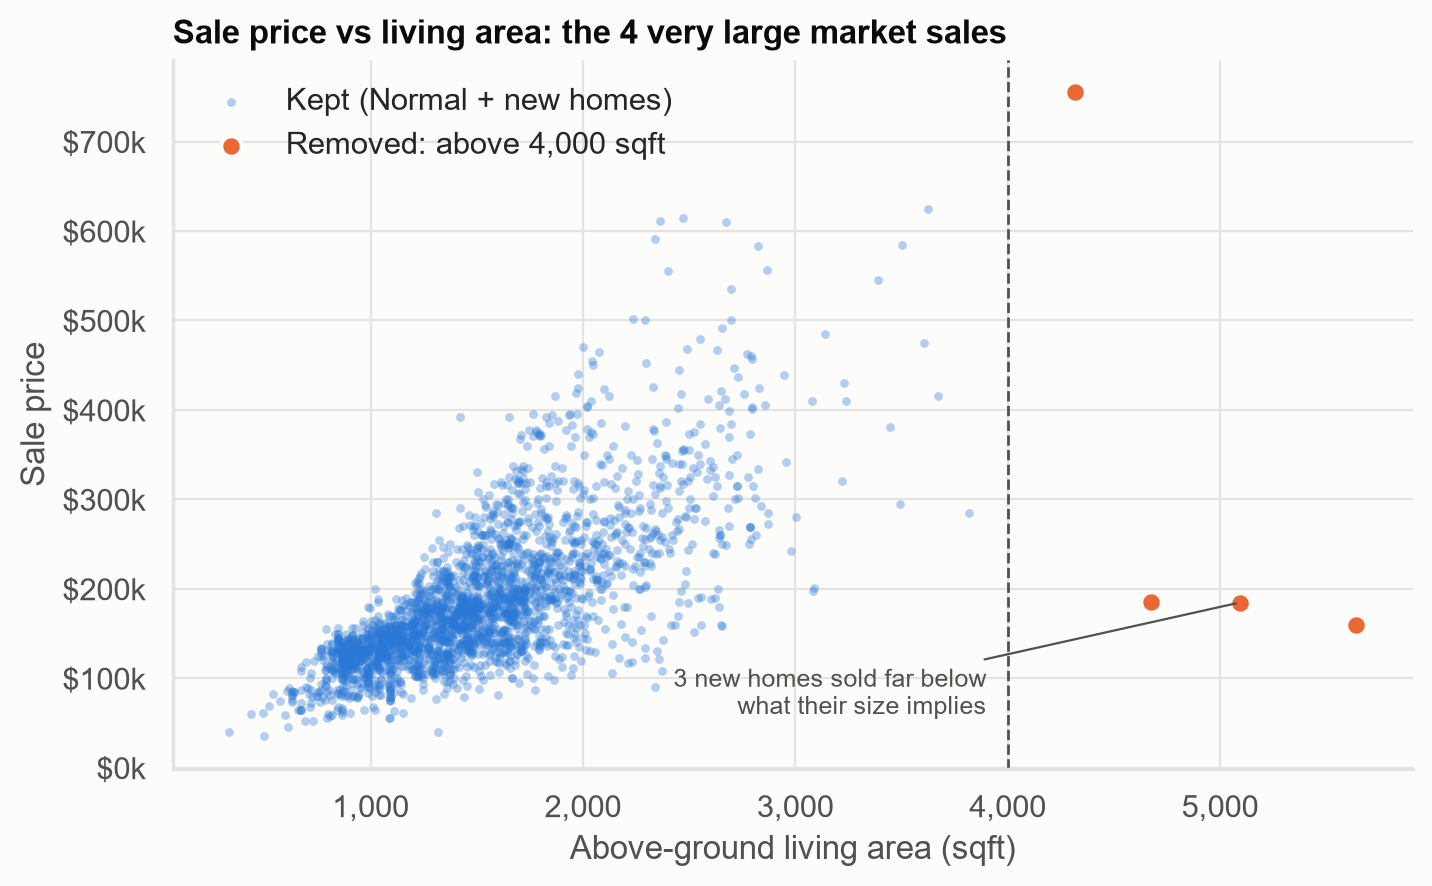 Sale price vs living area: the 4 very large market sales
Kept (Normal + new homes)
Removed: above 4,000 sqft
$700k
$600k
$500k
$400k
$300k
$200k
$100k
$0k
Sale price
3 new homes sold far below
what their size implies
1,000
2,000
3,000
4,000
5,000
Above-ground living area (sqft)